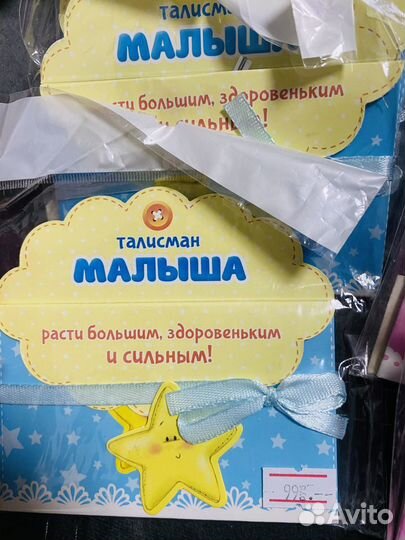 талисман
МАЛЫША
расти большим, здоровеньким
и сильным!
талисман
МАЛЫША
расти большим, здоровеньким
и сильным!
Avito